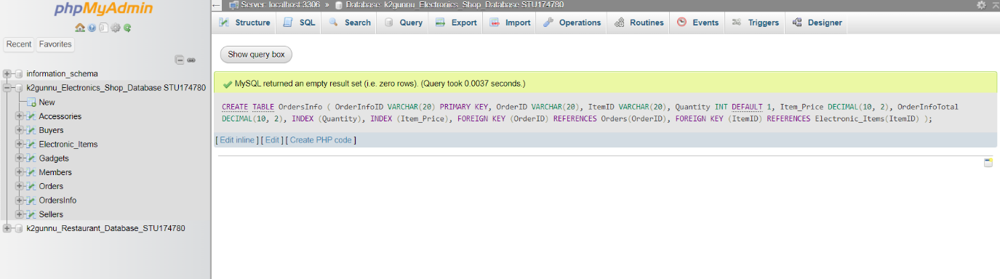 phpMyAdmin
Recent Favorites
information_schema
k2gunnu_Electronics_Shop_Database STU174780
New
Accessories
Buyers
Electronic_Items
Gadgets
Members
Orders
OrdersInfo
Sellers
k2gunnu_Restaurant_Database_STU174780
Server: localhost:3306 » Database: k2gunnu_Electronics_Shop_Database STU174780
Structure SQL Search Query Export Import Operations Routines Events Triggers Designer
Show query box
MySQL returned an empty result set (i.e. zero rows). (Query took 0.0037 seconds.)
CREATE TABLE OrdersInfo ( OrderInfoID VARCHAR(20) PRIMARY KEY, OrderID VARCHAR(20), ItemID VARCHAR(20), Quantity INT DEFAULT 1, Item_Price DECIMAL(10, 2), OrderInfoTotal
DECIMAL(10, 2), INDEX (Quantity), INDEX (Item_Price), FOREIGN KEY (OrderID) REFERENCES Orders(OrderID), FOREIGN KEY (ItemID) REFERENCES Electronic_Items(ItemID) );
[ Edit inline ] [ Edit ] [ Create PHP code ]